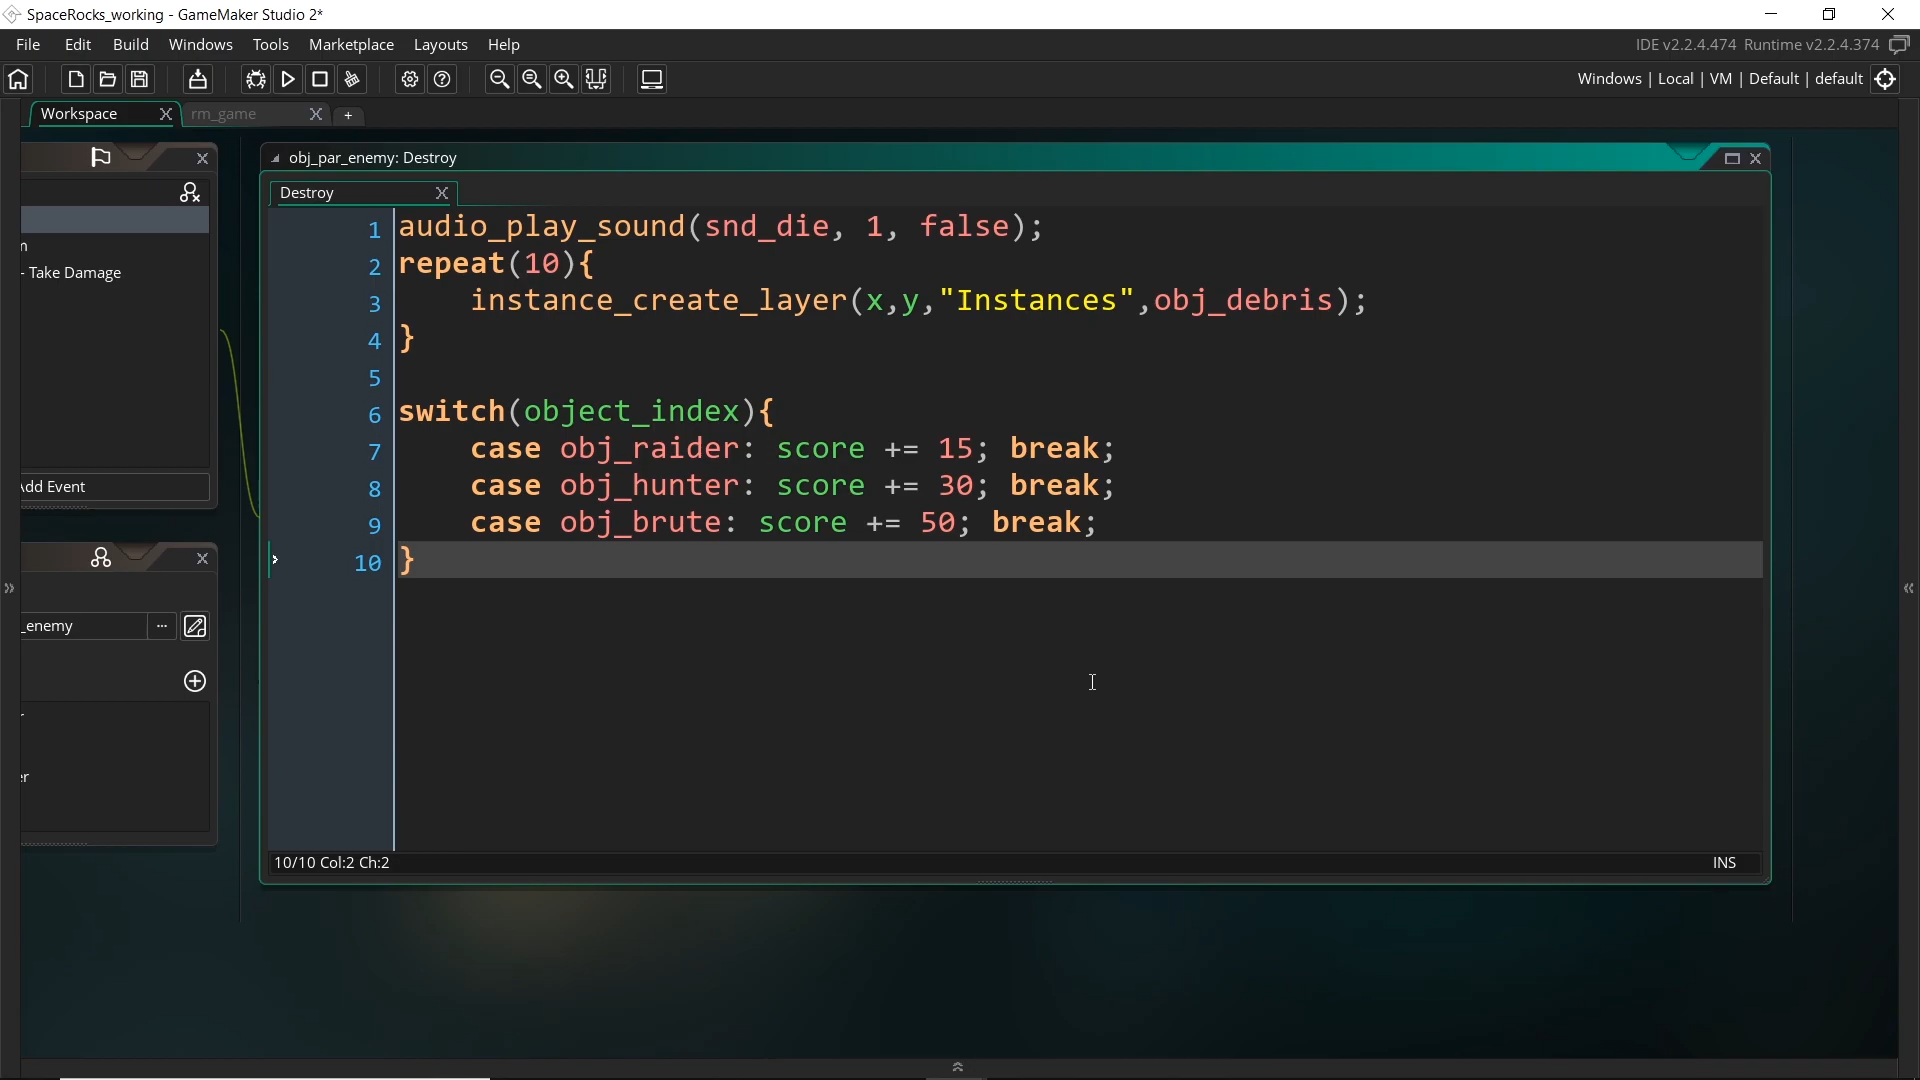 SpaceRocks_working - GameMaker Studio 2*
File Edit Build Windows Tools Marketplace Layouts Help
IDE v2.2.4.474 Runtime v2.2.4.374
Windows | Local | VM | Default | default
Workspace
rm_game
+
obj_par_enemy: Destroy
Destroy
n
- Take Damage
Add Event
_enemy
...
r
er
1 audio_play_sound(snd_die, 1, false);
2 repeat(10){
3 instance_create_layer(x,y,"Instances",obj_debris);
4 }
5
6 switch(object_index){
7 case obj_raider: score += 15; break;
8 case obj_hunter: score += 30; break;
9 case obj_brute: score += 50; break;
10 }
10/10 Col:2 Ch:2
INS